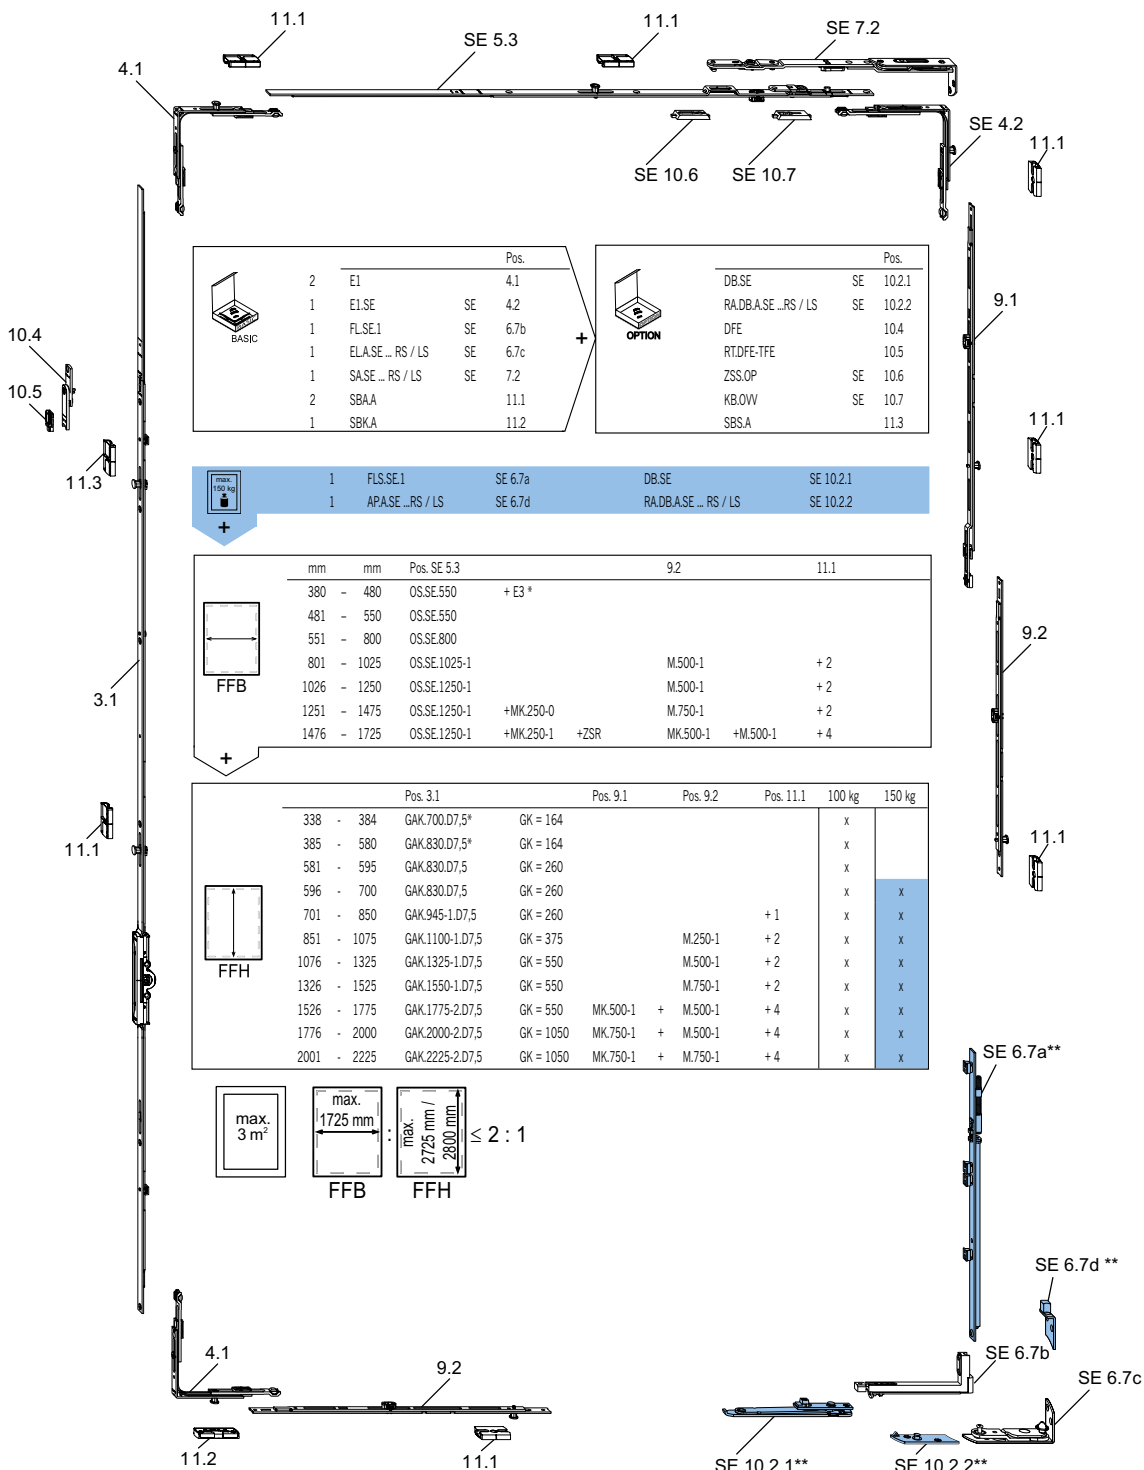 11.1
SE 5.3
11.1
SE 7.2
4.1
SE 4.2
11.1
SE 10.6
SE 10.7
Pos.
2 E1 4.1
1 E1.SE SE 4.2
1 FL.SE.1 SE 6.7b
1 EL.A.SE ... RS / LS SE 6.7c
1 SA.SE ... RS / LS SE 7.2
2 SBA.A 11.1
1 SBK.A 11.2
BASIC
+
OPTION
Pos.
DB.SE SE 10.2.1
RA.DB.A.SE ...RS / LS SE 10.2.2
DFE 10.4
RT.DFE-TFE 10.5
ZSS.OP SE 10.6
KB.OVV SE 10.7
SBS.A 11.3
9.1
10.4
10.5
11.3
11.1
max.
150 kg
+
1 FLS.SE.1 SE 6.7a DB.SE SE 10.2.1
1 AP.A.SE ...RS / LS SE 6.7d RA.DB.A.SE ... RS / LS SE 10.2.2
mm mm Pos. SE 5.3 9.2 11.1
380 – 480 OS.SE.550 + E3 *
481 – 550 OS.SE.550
551 – 800 OS.SE.800
801 – 1025 OS.SE.1025-1 M.500-1 + 2
1026 – 1250 OS.SE.1250-1 M.500-1 + 2
1251 – 1475 OS.SE.1250-1 +MK.250-0 M.750-1 + 2
1476 – 1725 OS.SE.1250-1 +MK.250-1 +ZSR MK.500-1 +M.500-1 + 4
FFB
+
9.2
3.1
Pos. 3.1 Pos. 9.1 Pos. 9.2 Pos. 11.1 100 kg 150 kg
338 - 384 GAK.700.D7,5* GK = 164 x
385 - 580 GAK.830.D7,5* GK = 164 x
581 - 595 GAK.830.D7,5 GK = 260 x
596 - 700 GAK.830.D7,5 GK = 260 x x
701 - 850 GAK.945-1.D7,5 GK = 260 + 1 x x
851 - 1075 GAK.1100-1.D7,5 GK = 375 M.250-1 + 2 x x
1076 - 1325 GAK.1325-1.D7,5 GK = 550 M.500-1 + 2 x x
1326 - 1525 GAK.1550-1.D7,5 GK = 550 M.750-1 + 2 x x
1526 - 1775 GAK.1775-2.D7,5 GK = 550 MK.500-1 + M.500-1 + 4 x x
1776 - 2000 GAK.2000-2.D7,5 GK = 1050 MK.750-1 + M.500-1 + 4 x x
2001 - 2225 GAK.2225-2.D7,5 GK = 1050 MK.750-1 + M.750-1 + 4 x x
FFH
11.1
11.1
max.
3 m²
max.
1725 mm
FFB
:
max.
2725 mm /
2800 mm
FFH
≤ 2 : 1
SE 6.7a**
SE 6.7d **
SE 6.7b
SE 6.7c
4.1
9.2
11.2
11.1
SE 10.2.1**
SE 10.2.2**